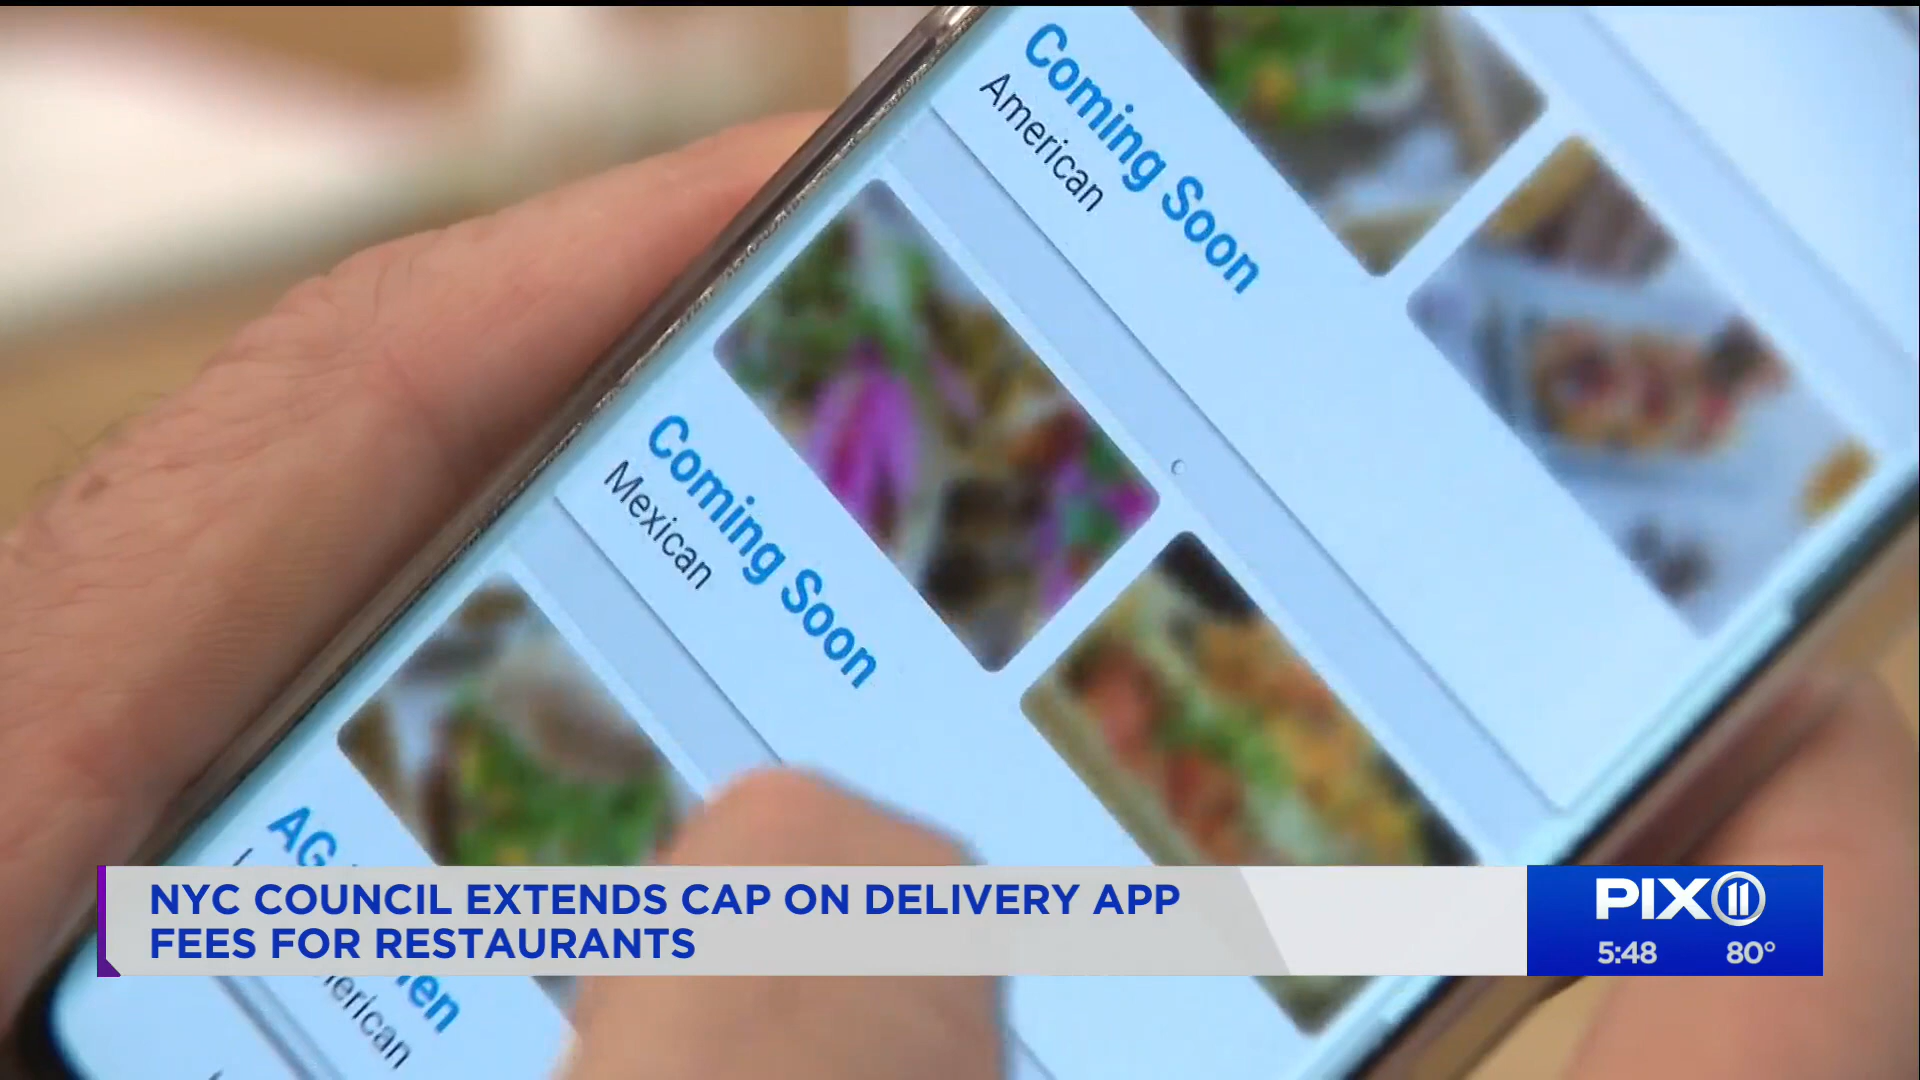 Coming Soon
American
Coming Soon
Mexican
AG
NYC COUNCIL EXTENDS CAP ON DELIVERY APP
FEES FOR RESTAURANTS
PIX11
5:48 80°